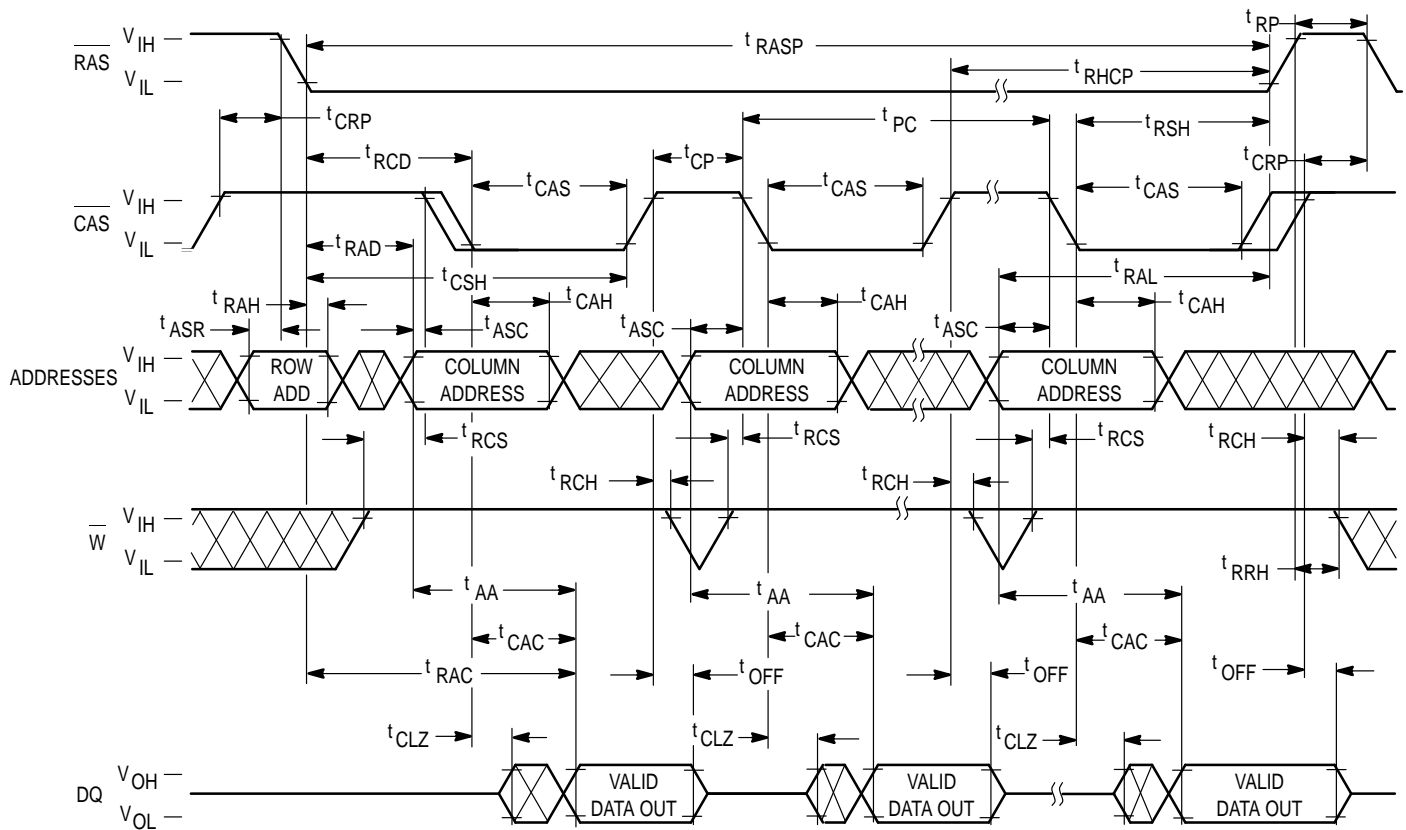 t RP
V IH
RAS
V IL
t RASP
t RHCP
t CRP
t PC
t RSH
t RCD
t CP
t CRP
t CAS
t CAS
t CAS
V IH
CAS
V IL
t RAD
t CSH
t RAL
t RAH
t CAH
t CAH
t CAH
t ASR
t ASC
t ASC
t ASC
ADDRESSES
V IH
V IL
ROW
ADD
COLUMN
ADDRESS
COLUMN
ADDRESS
COLUMN
ADDRESS
t RCS
t RCS
t RCS
t RCH
t RCH
t RCH
V IH
W
V IL
t RRH
t AA
t AA
t AA
t CAC
t CAC
t CAC
t RAC
t OFF
t OFF
t OFF
t CLZ
t CLZ
t CLZ
DQ
V OH
V OL
VALID
DATA OUT
VALID
DATA OUT
VALID
DATA OUT